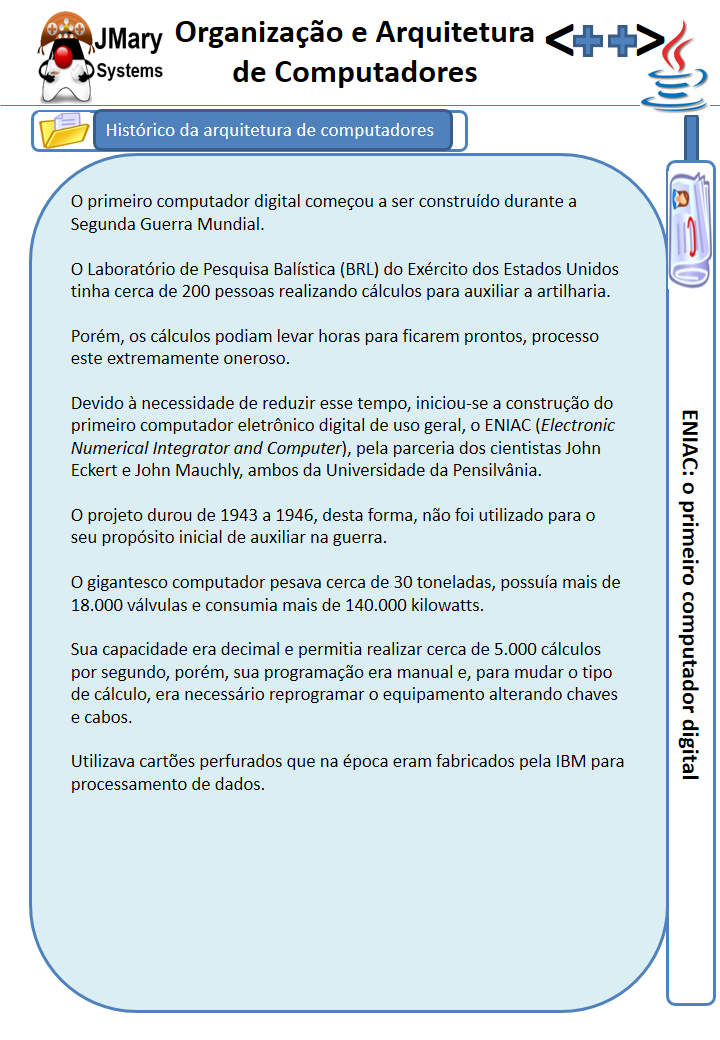 JMary
Systems
Organização e Arquitetura
de Computadores
<++>
Histórico da arquitetura de computadores
O primeiro computador digital começou a ser construído durante a
Segunda Guerra Mundial.
O Laboratório de Pesquisa Balística (BRL) do Exército dos Estados Unidos
tinha cerca de 200 pessoas realizando cálculos para auxiliar a artilharia.
Porém, os cálculos podiam levar horas para ficarem prontos, processo
este extremamente oneroso.
Devido à necessidade de reduzir esse tempo, iniciou-se a construção do
primeiro computador eletrônico digital de uso geral, o ENIAC (Electronic
Numerical Integrator and Computer), pela parceria dos cientistas John
Eckert e John Mauchly, ambos da Universidade da Pensilvânia.
O projeto durou de 1943 a 1946, desta forma, não foi utilizado para o
seu propósito inicial de auxiliar na guerra.
O gigantesco computador pesava cerca de 30 toneladas, possuía mais de
18.000 válvulas e consumia mais de 140.000 kilowatts.
Sua capacidade era decimal e permitia realizar cerca de 5.000 cálculos
por segundo, porém, sua programação era manual e, para mudar o tipo
de cálculo, era necessário reprogramar o equipamento alterando chaves
e cabos.
Utilizava cartões perfurados que na época eram fabricados pela IBM para
processamento de dados.
ENIAC: o primeiro computador digital